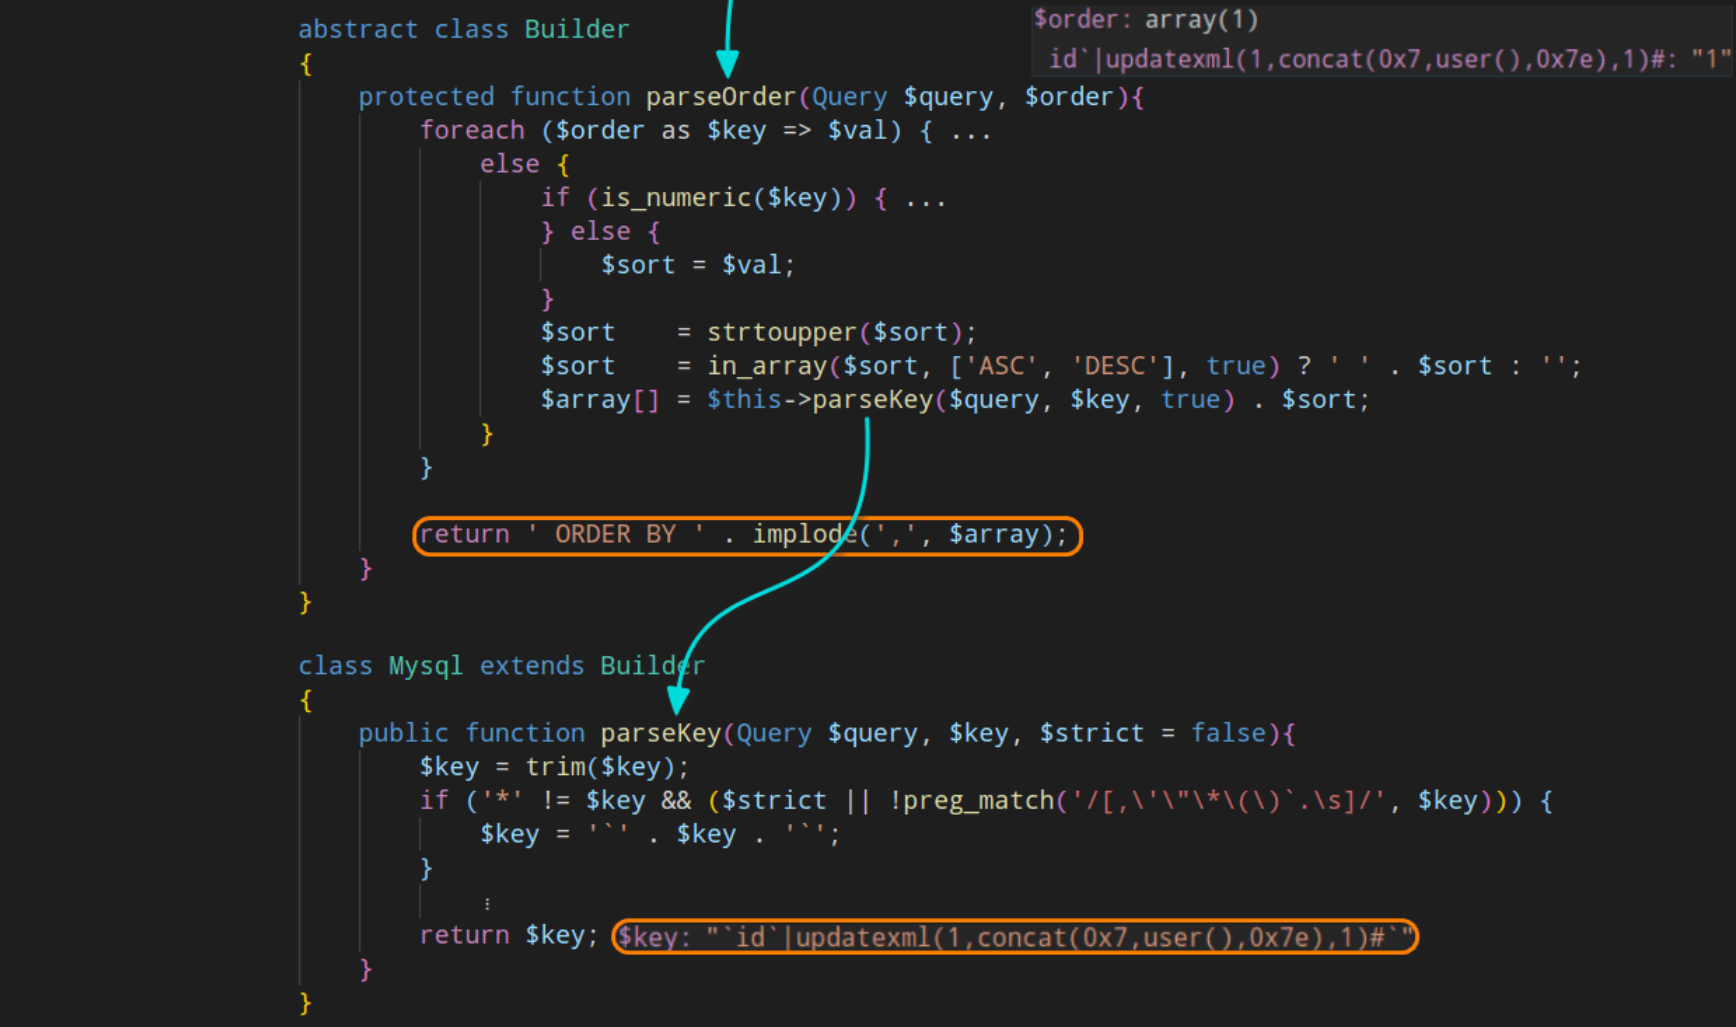 $order: array(1)
id`|updatexml(1,concat(0x7,user(),0x7e),1)#: "1"
abstract class Builder
{
protected function parseOrder(Query $query, $order){
foreach ($order as $key => $val) { ...
else {
if (is_numeric($key)) { ...
} else {
$sort = $val;
}
$sort    = strtoupper($sort);
$sort    = in_array($sort, ['ASC', 'DESC'], true) ? ' ' . $sort : '';
$array[] = $this->parseKey($query, $key, true) . $sort;
}
}
return ' ORDER BY ' . implode(',', $array);
}
}
class Mysql extends Builder
{
public function parseKey(Query $query, $key, $strict = false){
$key = trim($key);
if ('*' != $key && ($strict || !preg_match('/[,\'\"\*\(\)`.\s]/', $key))) {
$key = '`' . $key . '`';
}
⋮
return $key; $key: "`id`|updatexml(1,concat(0x7,user(),0x7e),1)#`"
}
}